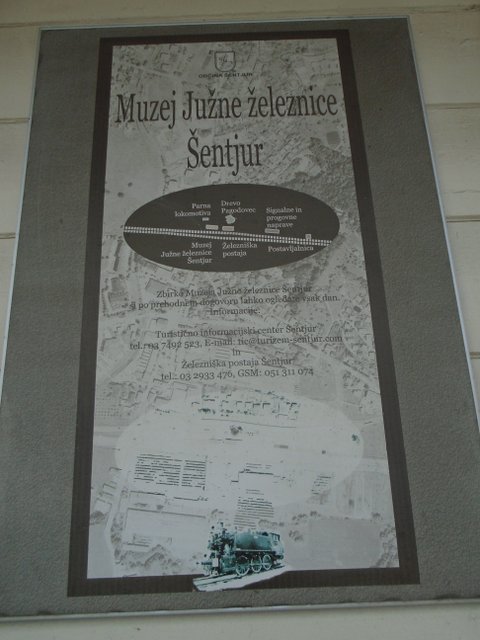 OBČINA ŠENTJUR
Muzej Južne železnice
Šentjur
Parna
lokomotiva
Drevo
Pagodovec
Signalne in
progovne
naprave
Muzej
Južne železnice
Šentjur
Železniška
postaja
Postavljalnica
Zbirko Muzeja Južne železnice Šentjur
si po predhodnem dogovoru lahko ogledate vsak dan.
Informacije:
Turistično informacijski center Šentjur
tel.: 03 7492 523, E-mail: tic@turizem-sentjur.com
in
Železniška postaja Šentjur
tel.: 03 2933 476, GSM: 051 311 074